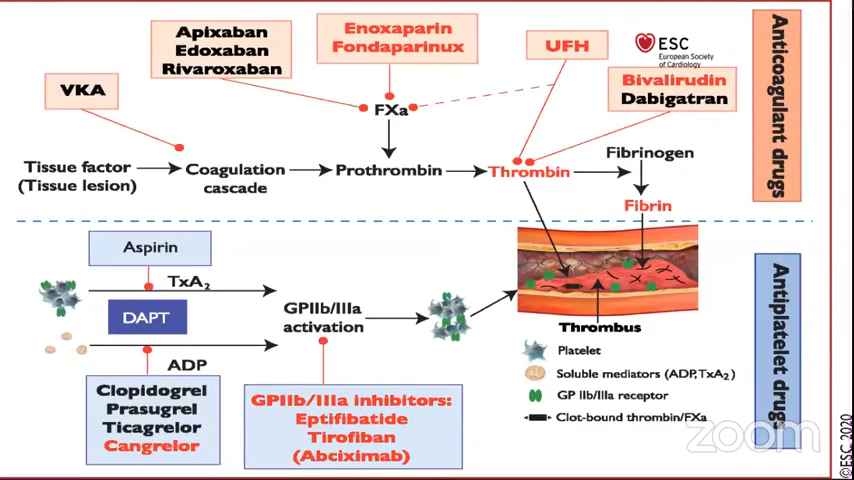 Apixaban
Edoxaban
Rivaroxaban
Enoxaparin
Fondaparinux
UFH
ESC
European Society
of Cardiology
VKA
Bivalirudin
Dabigatran
FXa
Anticoagulant drugs
Tissue factor
(Tissue lesion)
Coagulation
cascade
Prothrombin
Thrombin
Fibrinogen
Fibrin
Aspirin
TxA2
DAPT
GPIIb/IIIa
activation
ADP
Clopidogrel
Prasugrel
Ticagrelor
Cangrelor
GPIIb/IIIa inhibitors:
Eptifibatide
Tirofiban
(Abciximab)
Thrombus
Platelet
Soluble mediators (ADP, TxA2)
GP IIb/IIIa receptor
Clot-bound thrombin/FXa
Antiplatelet drugs
zoom
©ESC 2020